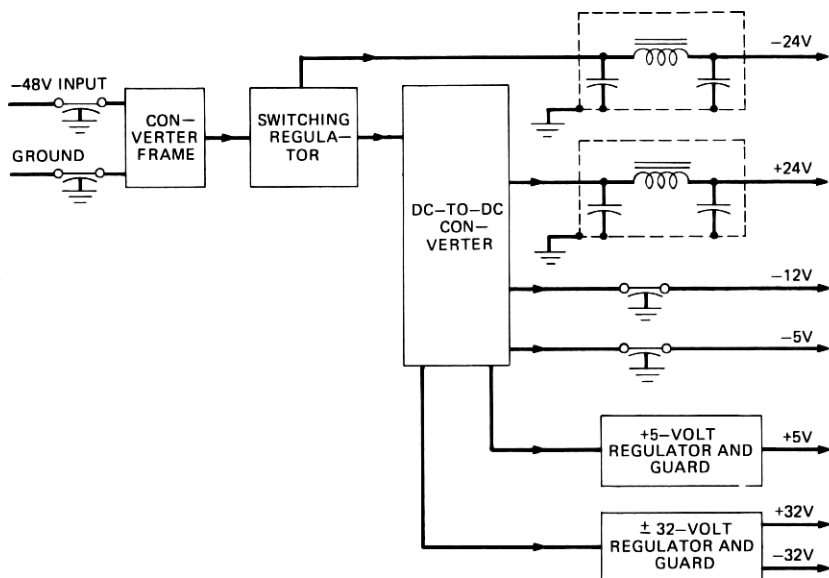 −48V INPUT
GROUND
CON−
VERTER
FRAME
SWITCHING
REGULA−
TOR
DC−TO−DC
CON−
VERTER
−24V
+24V
−12V
−5V
+5−VOLT
REGULATOR AND
GUARD
+5V
± 32−VOLT
REGULATOR AND
GUARD
+32V
−32V